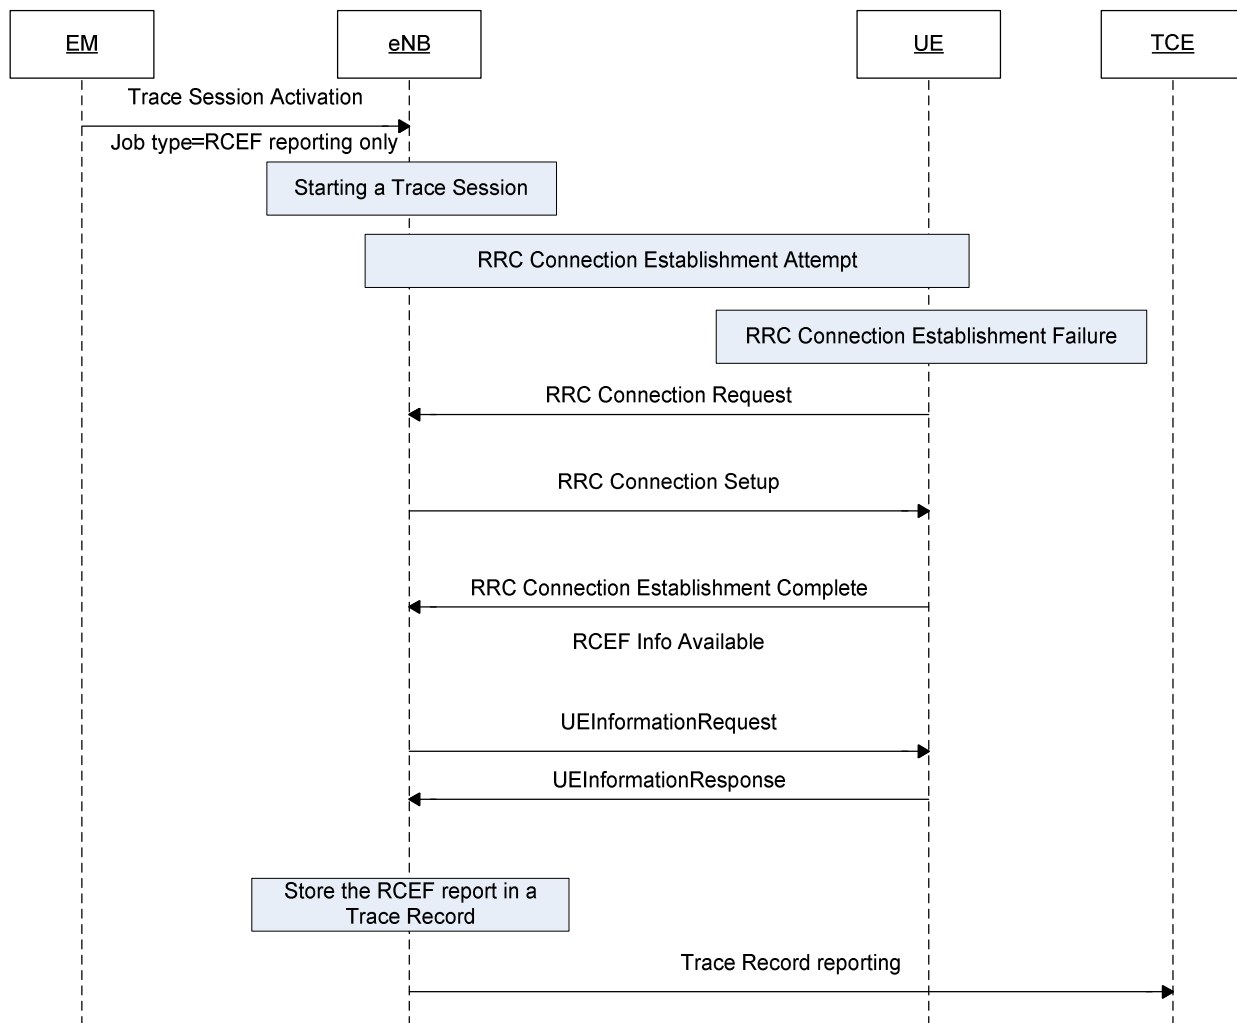 EM
eNB
UE
TCE
Trace Session Activation
Job type=RCEF reporting only
Starting a Trace Session
RRC Connection Establishment Attempt
RRC Connection Establishment Failure
RRC Connection Request
RRC Connection Setup
RRC Connection Establishment Complete
RCEF Info Available
UEInformationRequest
UEInformationResponse
Store the RCEF report in a
Trace Record
Trace Record reporting